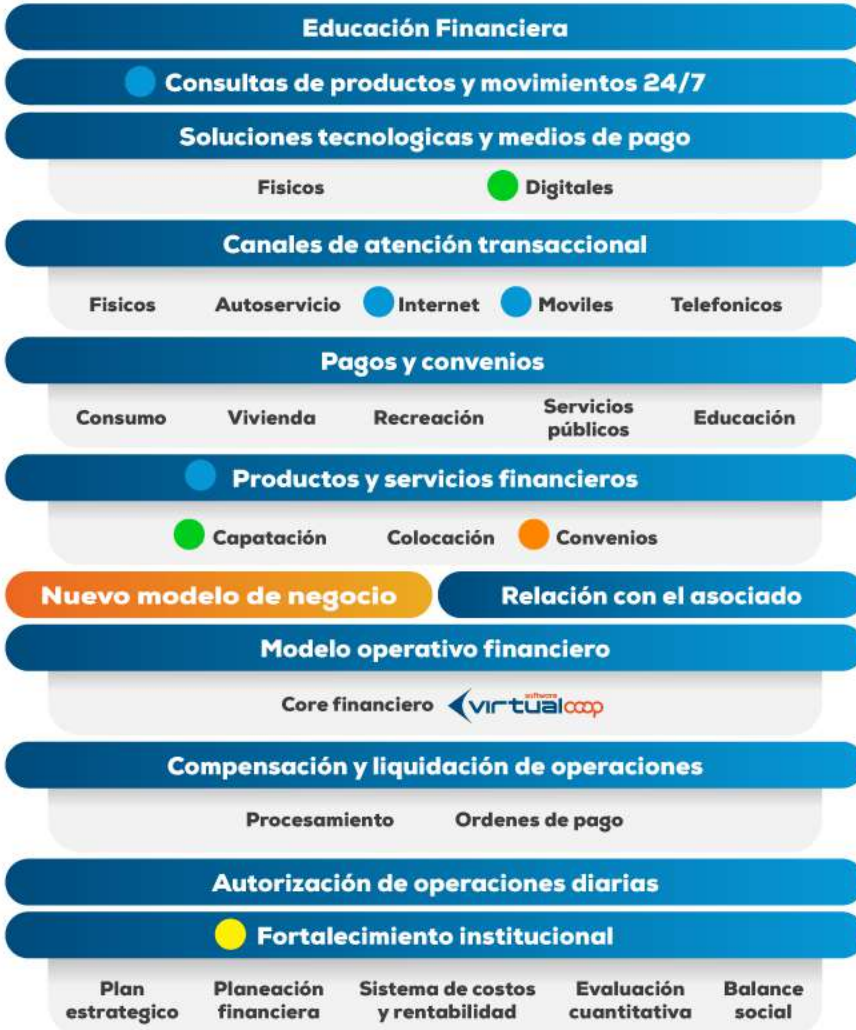 Educación Financiera
Consultas de productos y movimientos 24/7
Soluciones tecnologicas y medios de pago
Fisicos Digitales
Canales de atención transaccional
Fisicos Autoservicio Internet Moviles Telefonicos
Pagos y convenios
Consumo Vivienda Recreación Servicios públicos Educación
Productos y servicios financieros
Capatación Colocación Convenios
Nuevo modelo de negocio Relación con el asociado
Modelo operativo financiero
Core financiero software virtualcoop
Compensación y liquidación de operaciones
Procesamiento Ordenes de pago
Autorización de operaciones diarias
Fortalecimiento institucional
Plan estrategico Planeación financiera Sistema de costos y rentabilidad Evaluación cuantitativa Balance social